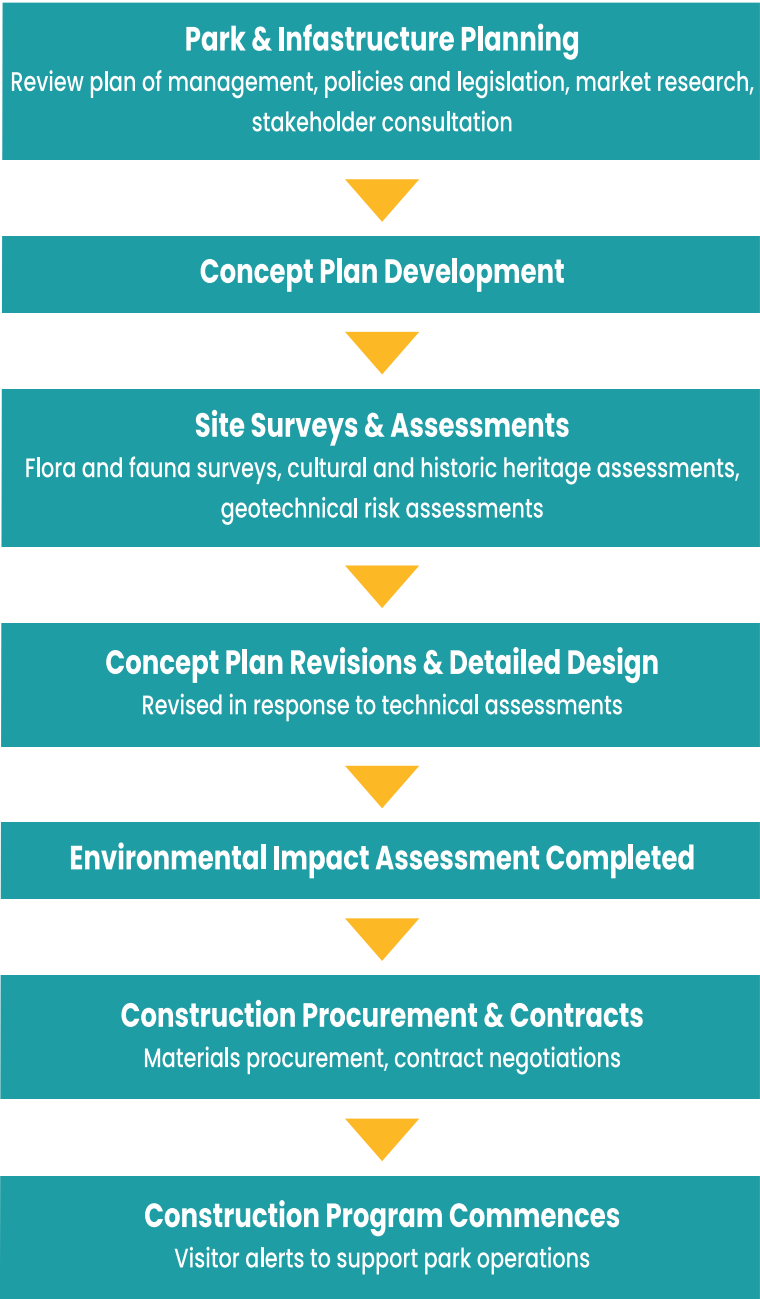 Park & Infastructure Planning
Review plan of management, policies and legislation, market research,
stakeholder consultation
Concept Plan Development
Site Surveys & Assessments
Flora and fauna surveys, cultural and historic heritage assessments,
geotechnical risk assessments
Concept Plan Revisions & Detailed Design
Revised in response to technical assessments
Environmental Impact Assessment Completed
Construction Procurement & Contracts
Materials procurement, contract negotiations
Construction Program Commences
Visitor alerts to support park operations